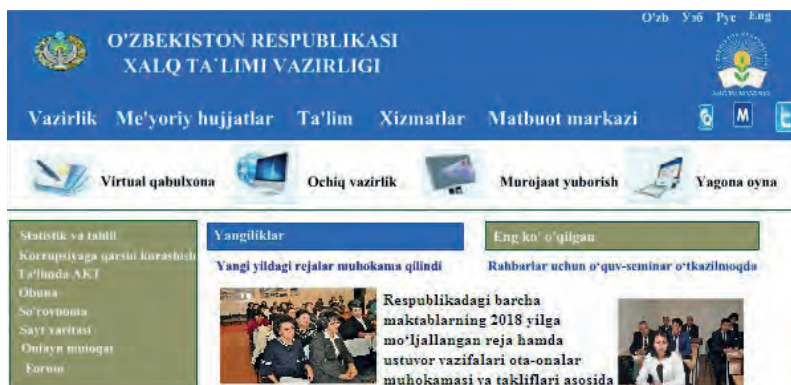 O'zb Узб Рус Eng
O'ZBEKISTON RESPUBLIKASI
XALQ TA`LIMI VAZIRLIGI
Vazirlik Me'yoriy hujjatlar Ta'lim Xizmatlar Matbuot markazi
M
Virtual qabulxona Ochiq vazirlik Murojaat yuborish Yagona oyna
Statistik va tahlil
Korrupsiyaga qarshi kurashish
Ta'limda AKT
Obuna
So'rovnoma
Sayt xaritasi
Onlayn muloqat
Forum
Yangiliklar
Yangi yildagi rejalar muhokama qilindi
Respublikadagi barcha
maktablarning 2018 yilga
mo‘ljallangan reja hamda
ustuvor vazifalari ota-onalar
muhokamasi va takliflari asosida
Eng ko' o'qilgan
Rahbarlar uchun o‘quv-seminar o‘tkazilmoqda